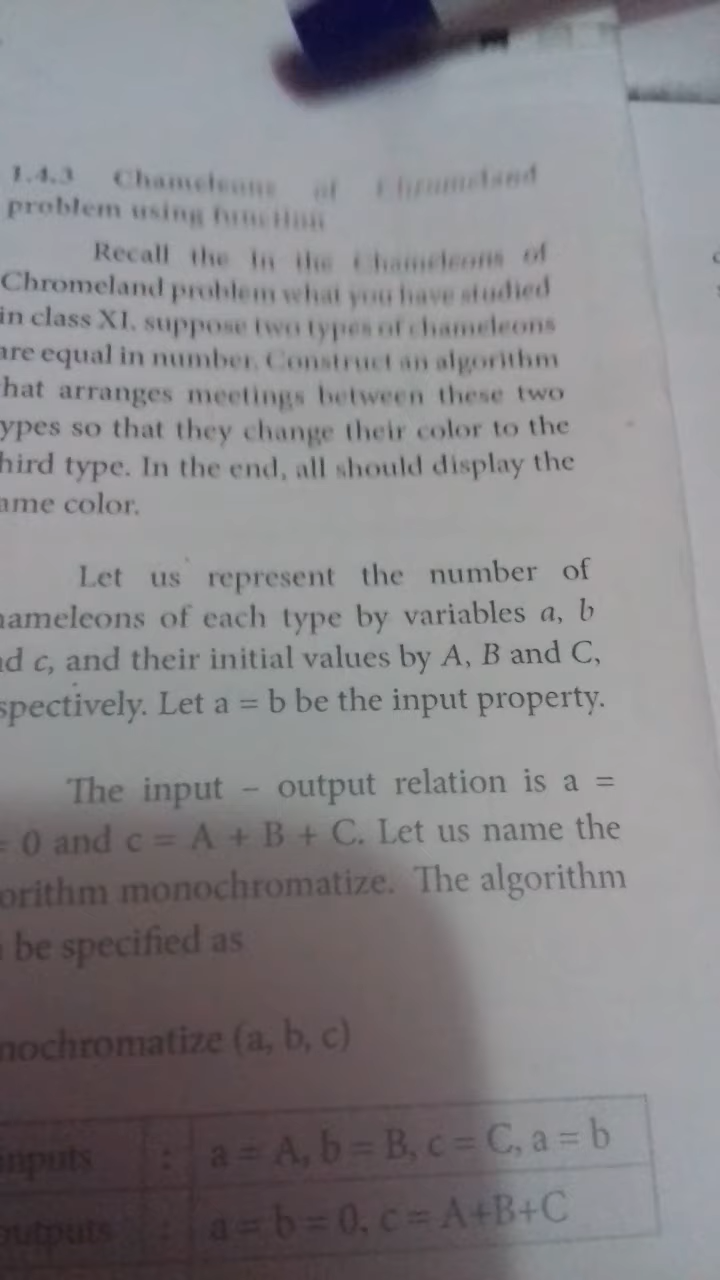 1.4.3 Chameleons of Chromeland
problem using function
Recall the in the Chameleons of
Chromeland problem what you have studied
in class XI, suppose two types of chameleons
are equal in number. Construct an algorithm
hat arranges meetings between these two
ypes so that they change their color to the
hird type. In the end, all should display the
ame color.
Let us represent the number of
hameleons of each type by variables a, b
nd c, and their initial values by A, B and C,
spectively. Let a = b be the input property.
The input – output relation is a =
= 0 and c = A + B + C. Let us name the
orithm monochromatize. The algorithm
be specified as
nochromatize (a, b, c)
inputs : a = A, b = B, c = C, a = b
outputs : a = b = 0, c = A+B+C